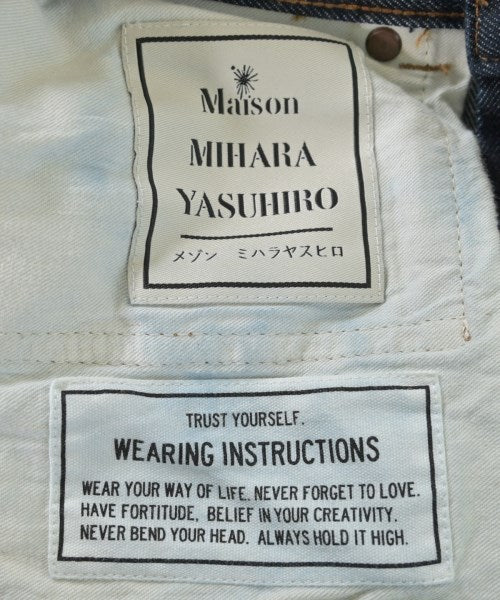 Maison
MIHARA
YASUHIRO
メゾン ミハラヤスヒロ
TRUST YOURSELF.
WEARING INSTRUCTIONS
WEAR YOUR WAY OF LIFE. NEVER FORGET TO LOVE.
HAVE FORTITUDE, BELIEF IN YOUR CREATIVITY.
NEVER BEND YOUR HEAD. ALWAYS HOLD IT HIGH.